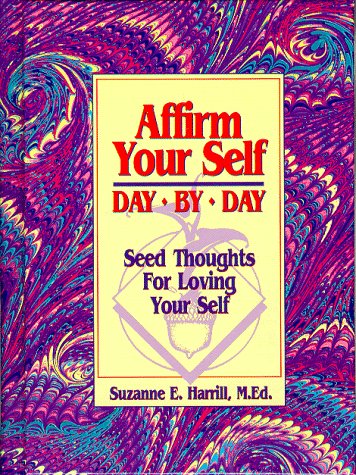 Affirm
Your Self
DAY • BY • DAY
Seed Thoughts
For Loving
Your Self
Suzanne E. Harrill, M.Ed.